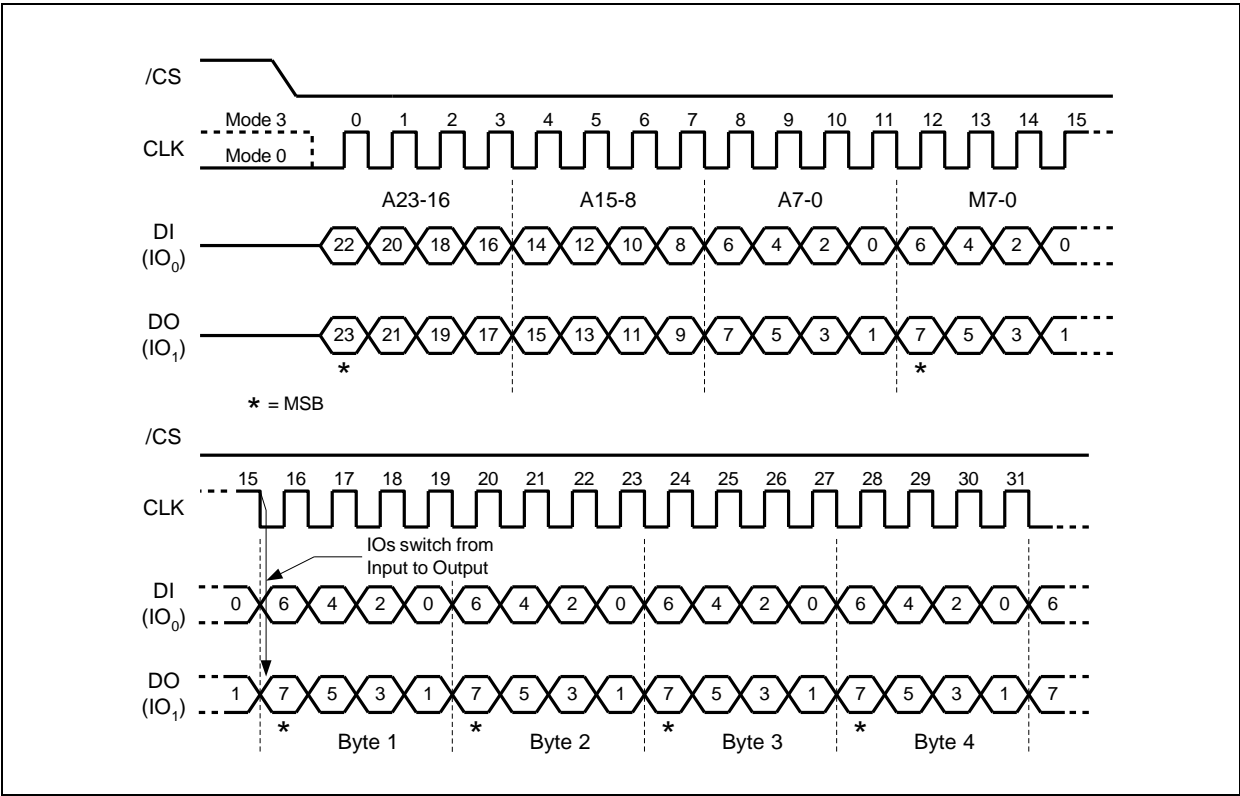 /CS
Mode 3 0 1 2 3 4 5 6 7 8 9 10 11 12 13 14 15
CLK
Mode 0
A23-16 A15-8 A7-0 M7-0
DI
(IO0) 22 20 18 16 14 12 10 8 6 4 2 0 6 4 2 0
DO
(IO1) 23 21 19 17 15 13 11 9 7 5 3 1 7 5 3 1
* *
* = MSB
/CS
15 16 17 18 19 20 21 22 23 24 25 26 27 28 29 30 31
CLK
IOs switch from
Input to Output
DI
(IO0) 0 6 4 2 0 6 4 2 0 6 4 2 0 6 4 2 0 6
DO
(IO1) 1 7 5 3 1 7 5 3 1 7 5 3 1 7 5 3 1 7
* * * *
Byte 1 Byte 2 Byte 3 Byte 4